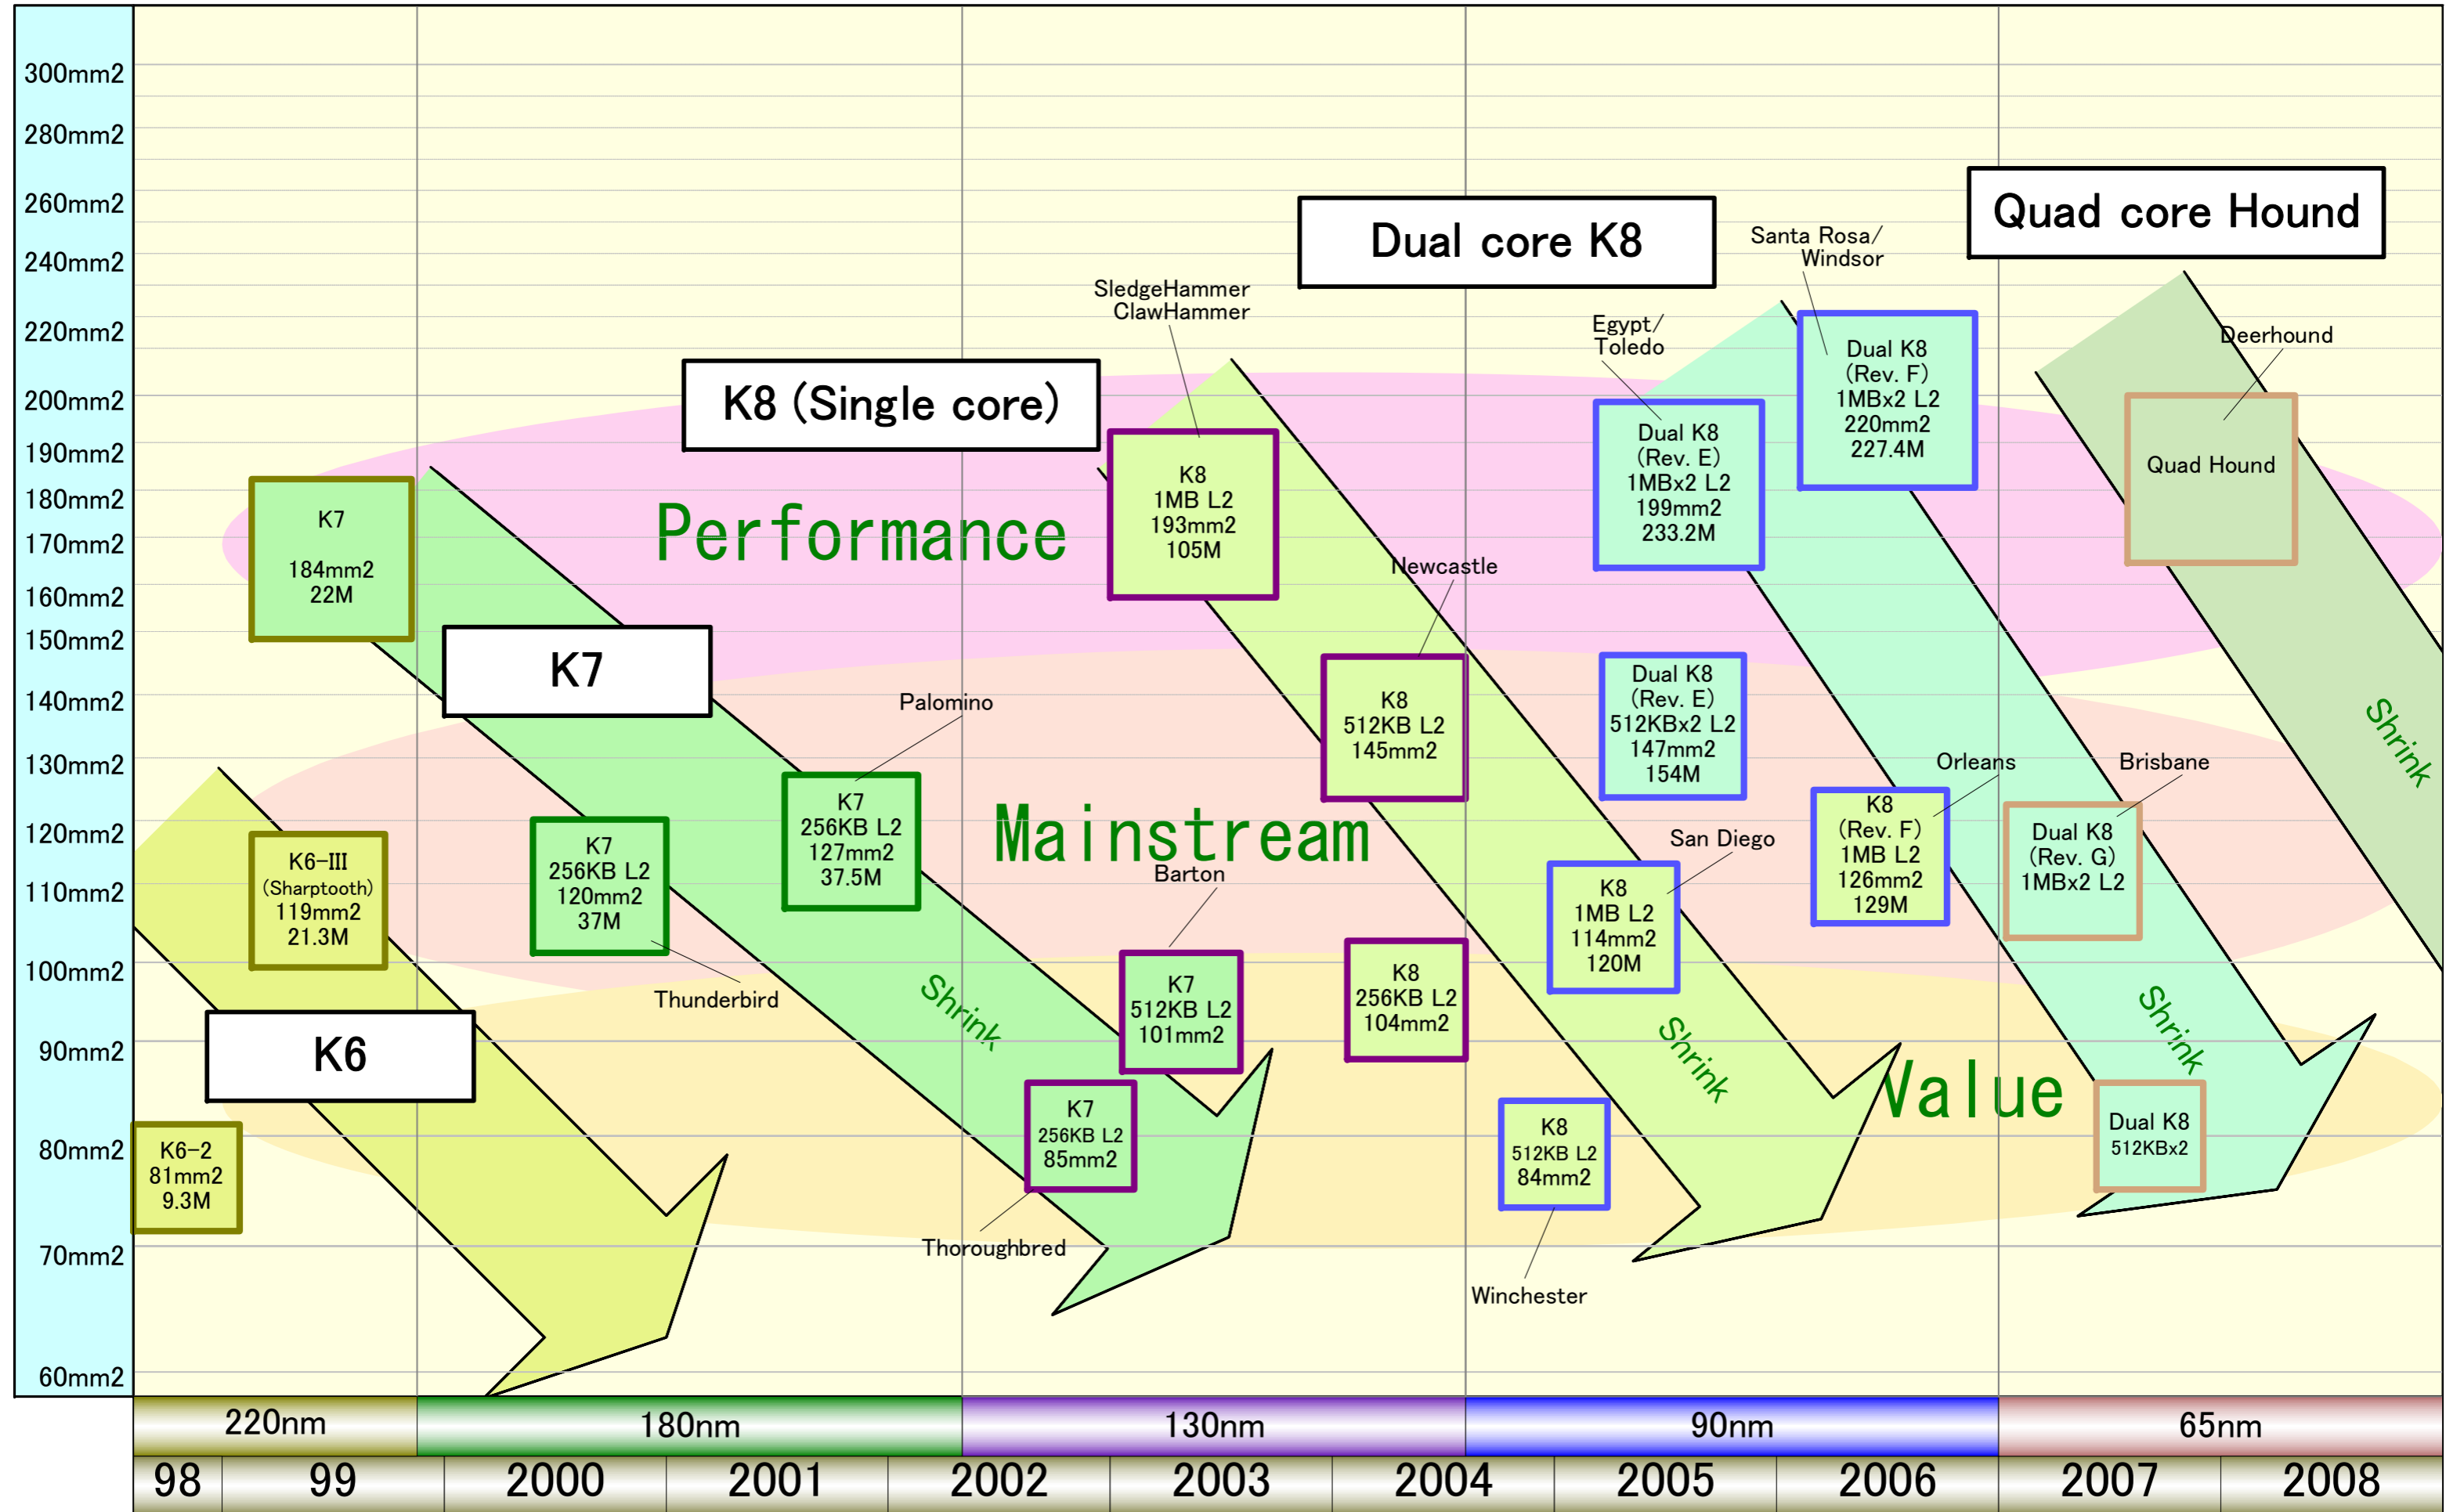 300mm2
280mm2
260mm2
240mm2
220mm2
200mm2
190mm2
180mm2
170mm2
160mm2
150mm2
140mm2
130mm2
120mm2
110mm2
100mm2
90mm2
80mm2
70mm2
60mm2
Quad core Hound
Dual core K8
K8 (Single core)
K7
K6
Performance
Mainstream
Value
K6-2
81mm2
9.3M
K6-III
(Sharptooth)
119mm2
21.3M
K7
184mm2
22M
K7
256KB L2
120mm2
37M
Thunderbird
Palomino
K7
256KB L2
127mm2
37.5M
Shrink
Barton
K7
512KB L2
101mm2
K7
256KB L2
85mm2
Thoroughbred
SledgeHammer
ClawHammer
K8
1MB L2
193mm2
105M
Newcastle
K8
512KB L2
145mm2
K8
256KB L2
104mm2
K8
512KB L2
84mm2
Winchester
San Diego
K8
1MB L2
114mm2
120M
Shrink
Egypt/
Toledo
Dual K8
(Rev. E)
1MBx2 L2
199mm2
233.2M
Dual K8
(Rev. E)
512KBx2 L2
147mm2
154M
Santa Rosa/
Windsor
Dual K8
(Rev. F)
1MBx2 L2
220mm2
227.4M
Orleans
K8
(Rev. F)
1MB L2
126mm2
129M
Brisbane
Dual K8
(Rev. G)
1MBx2 L2
Shrink
Dual K8
512KBx2
Deerhound
Quad Hound
Shrink
220nm
180nm
130nm
90nm
65nm
98
99
2000
2001
2002
2003
2004
2005
2006
2007
2008